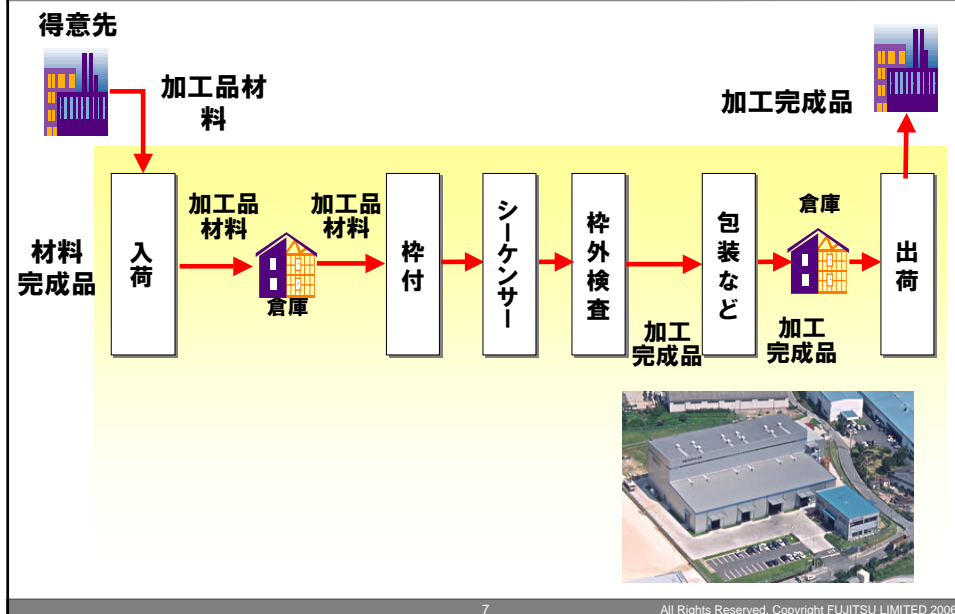 得意先
加工品材
料
加工完成品
材料
完成品
入荷
加工品
材料
倉庫
加工品
材料
枠付
シーケンサー
枠外検査
加工
完成品
包装など
倉庫
加工
完成品
出荷
7
All Rights Reserved, Copyright FUJITSU LIMITED 2006